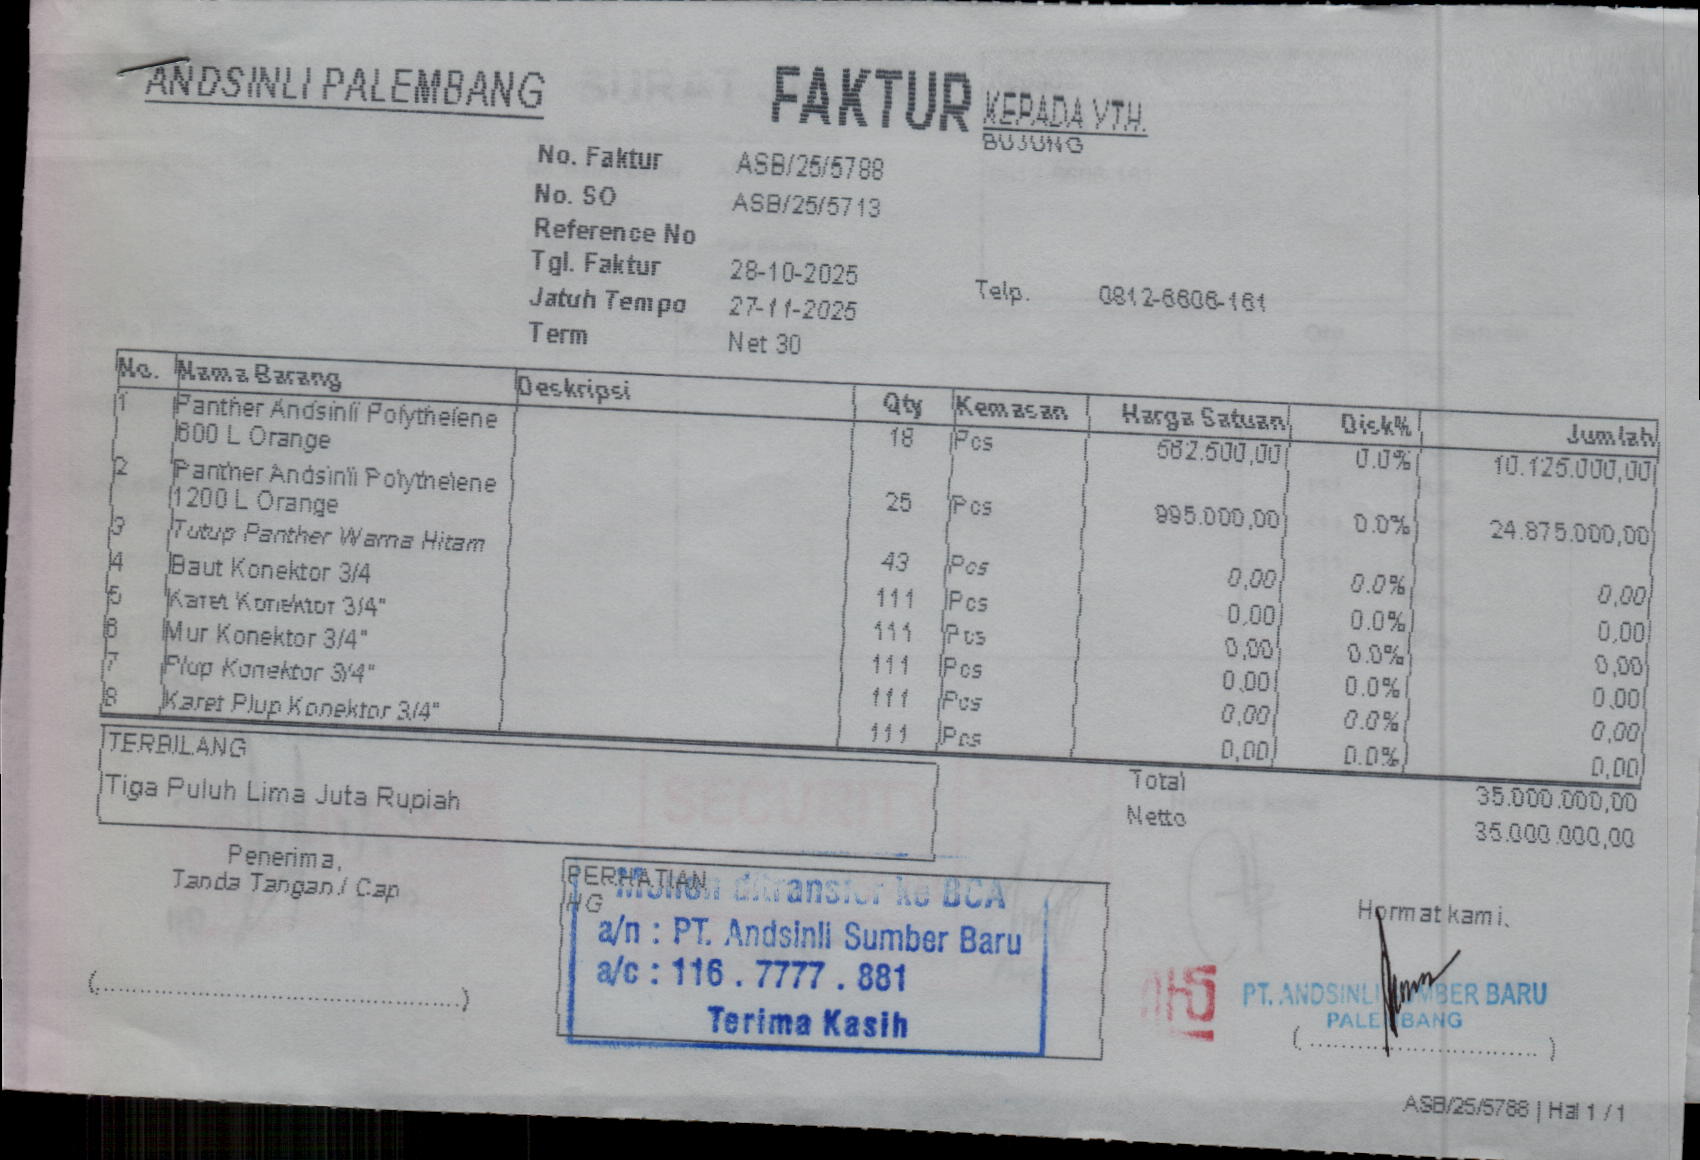 ANDSINLI PALEMBANG
FAKTUR
KEPADA YTH.
BUJUNG
No. Faktur ASB/25/5788
No. SO ASB/25/5713
Reference No
Tgl. Faktur 28-10-2025
Jatuh Tempo 27-11-2025
Term Net 30
Telp. 0812-6606-161
No. Nama Barang Deskripsi Qty Kemasan Harga Satuan Disk% Jumlah
1 Panther Andsinli Polythelene 18 Pcs 562.500,00 0.0% 10.125.000,00
600 L Orange
2 Panther Andsinli Polythelene 25 Pcs 995.000,00 0.0% 24.875.000,00
1200 L Orange
3 Tutup Panther Warna Hitam 43 Pcs 0,00 0.0% 0,00
4 Baut Konektor 3/4 111 Pcs 0,00 0.0% 0,00
5 Karet Konektor 3/4" 111 Pcs 0,00 0.0% 0,00
6 Mur Konektor 3/4" 111 Pcs 0,00 0.0% 0,00
7 Plup Konektor 3/4" 111 Pcs 0,00 0.0% 0,00
8 Karet Plup Konektor 3/4" 111 Pcs 0,00 0.0% 0,00
TERBILANG
Tiga Puluh Lima Juta Rupiah
Total 35.000.000,00
Netto 35.000.000,00
Penerima,
Tanda Tangan / Cap
PERHATIAN
HG
Mohon ditransfer ke BCA
a/n : PT. Andsinli Sumber Baru
a/c : 116 . 7777 . 881
Terima Kasih
Hormat kami,
PT. ANDSINLI SUMBER BARU
PALEMBANG
ASB/25/5788 | Hal 1 / 1